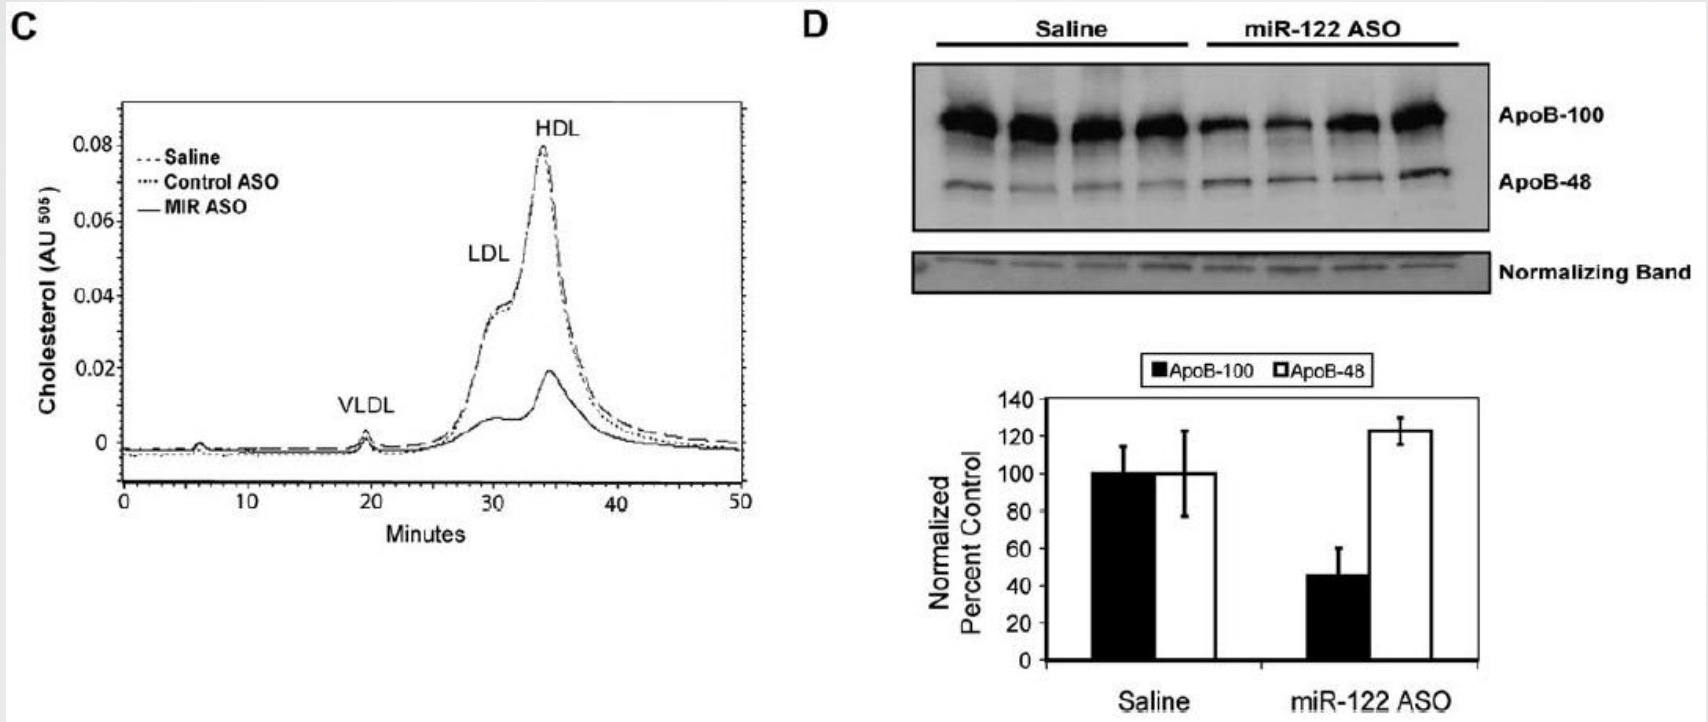 C
0.08
0.06
0.04
0.02
0
Cholesterol (AU 505)
Saline
Control ASO
MIR ASO
VLDL
LDL
HDL
0 10 20 30 40 50
Minutes
D
Saline miR-122 ASO
ApoB-100
ApoB-48
Normalizing Band
ApoB-100 ApoB-48
140
120
100
80
60
40
20
0
Normalized
Percent Control
Saline miR-122 ASO